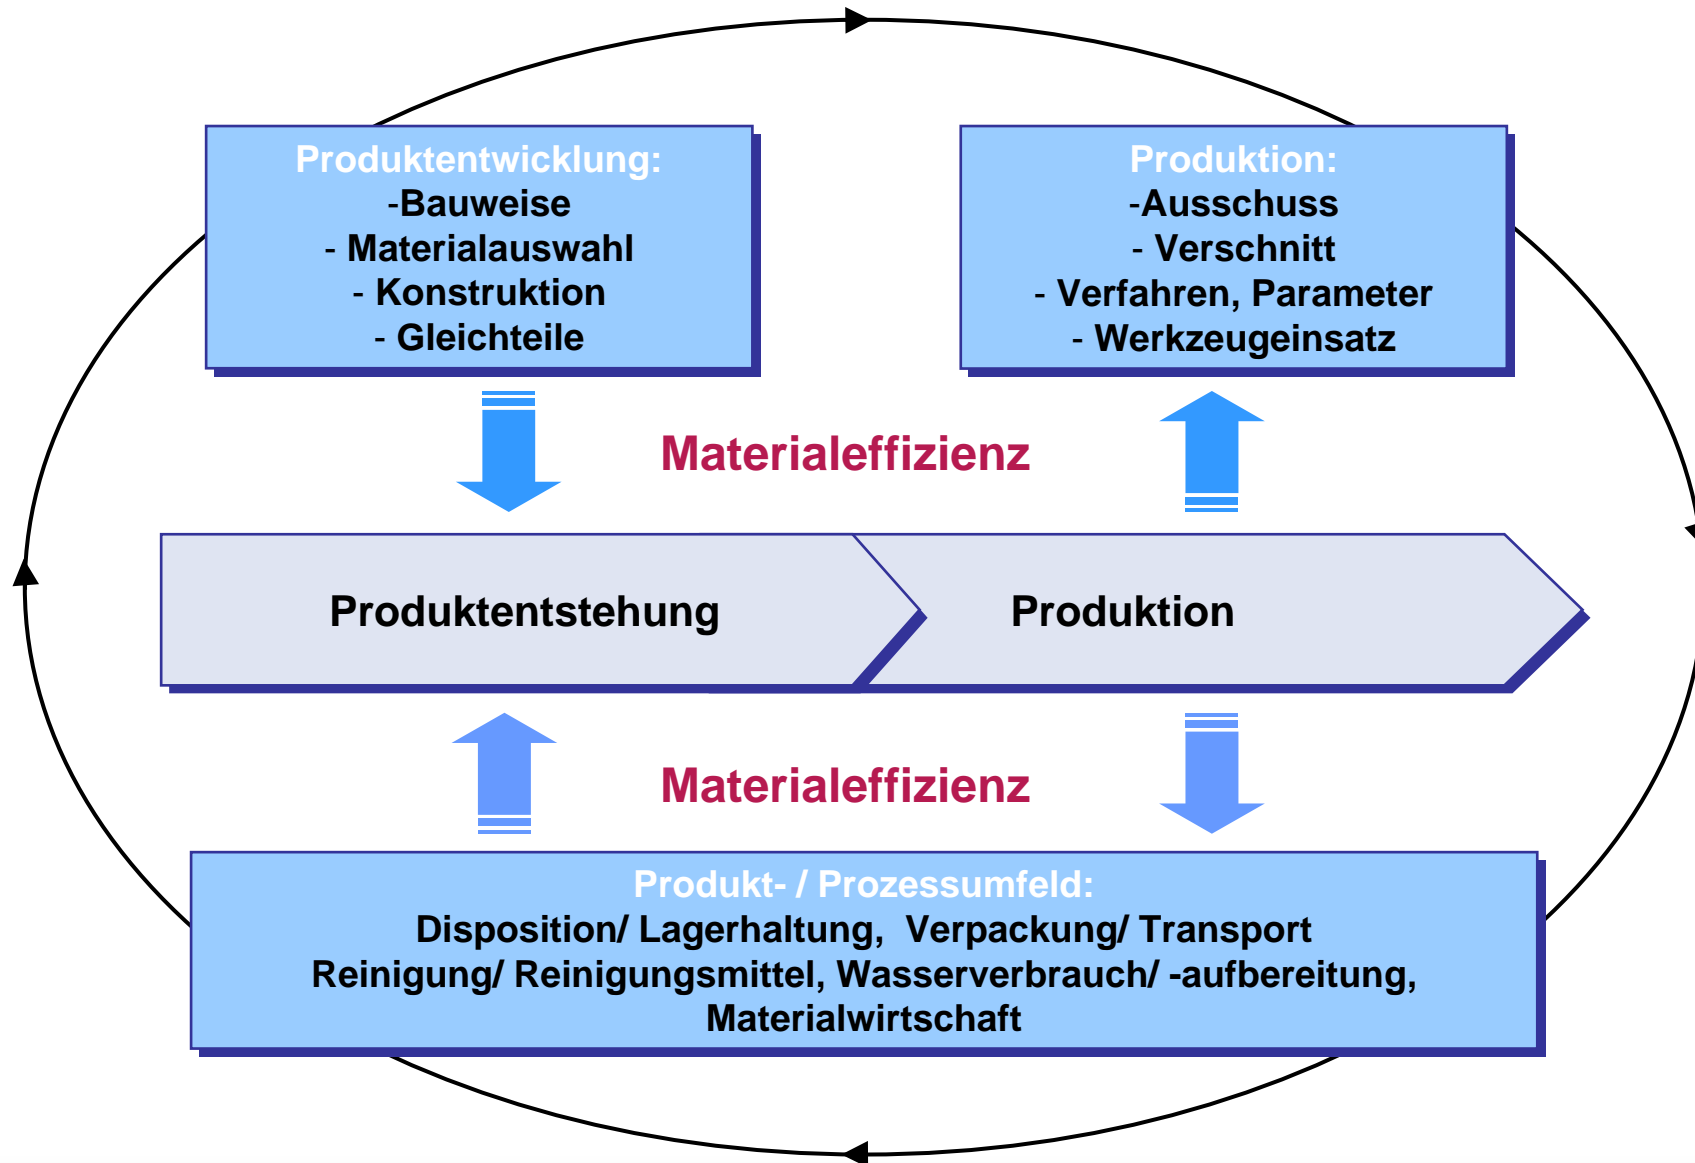 Produktentwicklung:
-Bauweise
- Materialauswahl
- Konstruktion
- Gleichteile
Produktion:
-Ausschuss
- Verschnitt
- Verfahren, Parameter
- Werkzeugeinsatz
Materialeffizienz
Produktentstehung
Produktion
Materialeffizienz
Produkt- / Prozessumfeld:
Disposition/ Lagerhaltung,  Verpackung/ Transport
Reinigung/ Reinigungsmittel, Wasserverbrauch/ -aufbereitung,
Materialwirtschaft